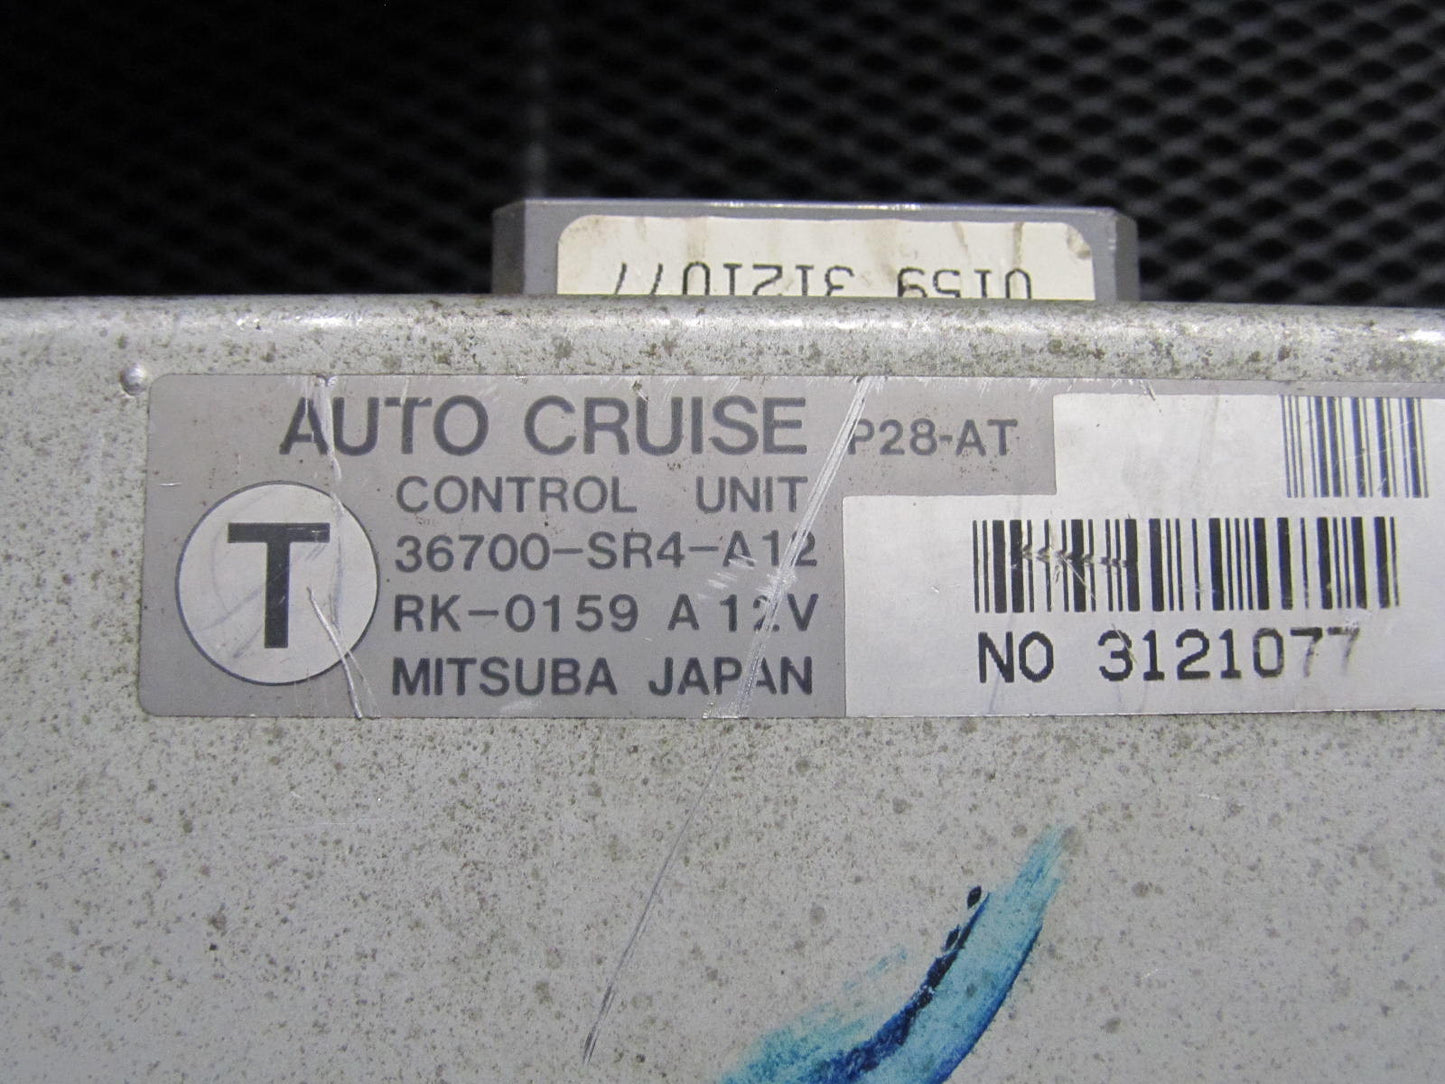 0159 3121077
AUTO CRUISE P28-AT
CONTROL UNIT
T
36700-SR4-A12
RK-0159 A 12V
MITSUBA JAPAN
NO 3121077